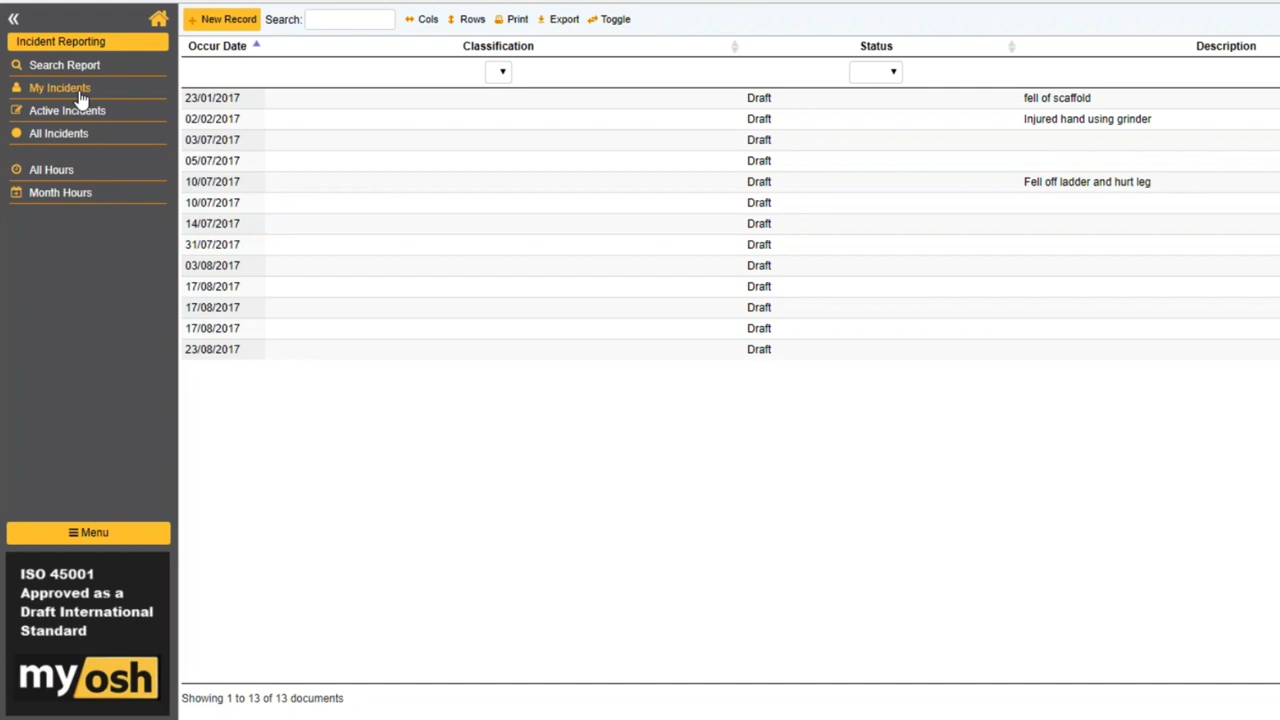 Incident Reporting
Search Report
My Incidents
Active Incidents
All Incidents
All Hours
Month Hours
Menu
ISO 45001
Approved as a
Draft International
Standard
my/osh
New Record Search: Cols Rows Print Export Toggle
Occur Date Classification Status Description
23/01/2017 Draft fell of scaffold
02/02/2017 Draft Injured hand using grinder
03/07/2017 Draft
05/07/2017 Draft
10/07/2017 Draft Fell off ladder and hurt leg
10/07/2017 Draft
14/07/2017 Draft
31/07/2017 Draft
03/08/2017 Draft
17/08/2017 Draft
17/08/2017 Draft
17/08/2017 Draft
23/08/2017 Draft
Showing 1 to 13 of 13 documents